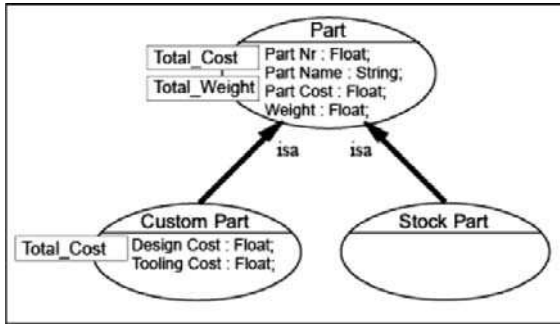 Part
Total_Cost
Part Nr : Float;
Part Name : String;
Total_Weight
Part Cost : Float;
Weight : Float;
isa
isa
Custom Part
Stock Part
Total_Cost
Design Cost : Float;
Tooling Cost : Float;